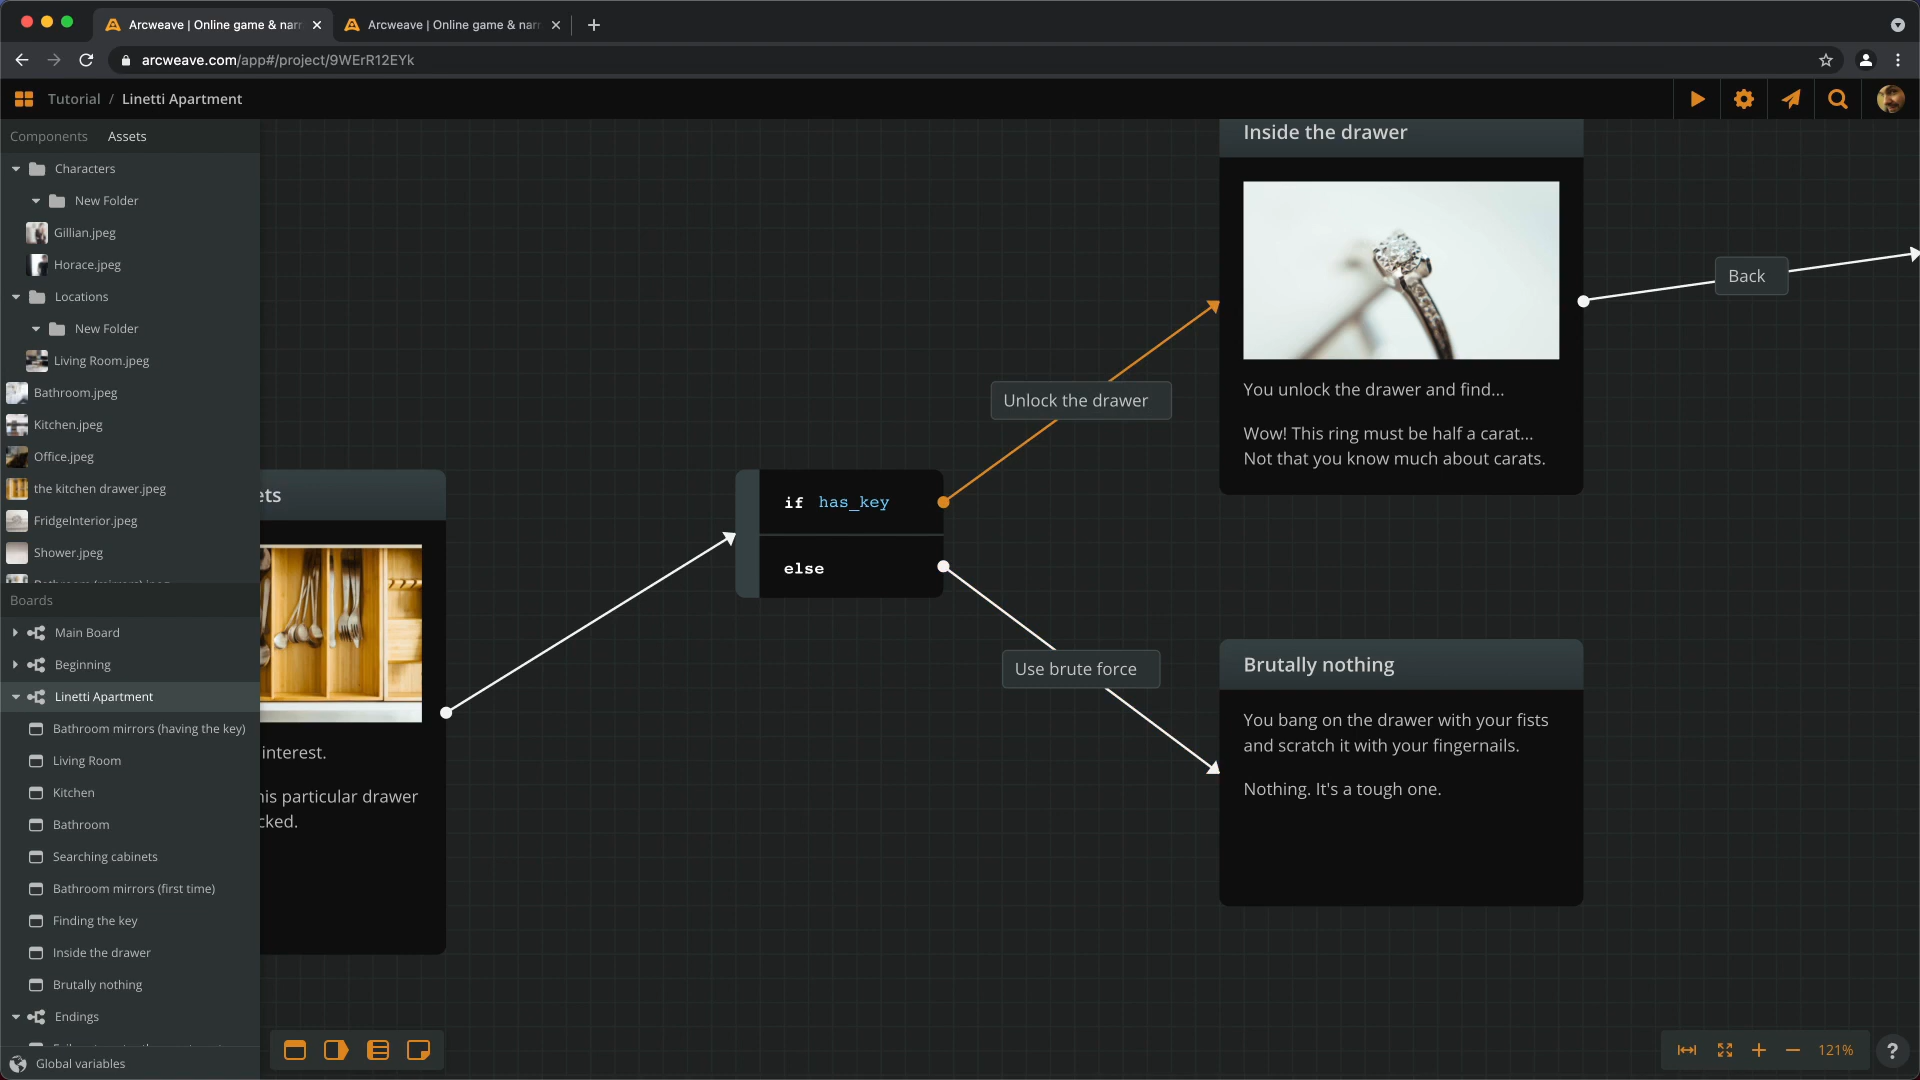 Arcweave | Online game & narr
Arcweave | Online game & narr
arcweave.com/app#/project/9WErR12EYk
Tutorial / Linetti Apartment
Components
Assets
Characters
New Folder
Gillian.jpeg
Horace.jpeg
Locations
New Folder
Living Room.jpeg
Bathroom.jpeg
Kitchen.jpeg
Office.jpeg
the kitchen drawer.jpeg
FridgeInterior.jpeg
Shower.jpeg
Boards
Main Board
Beginning
Linetti Apartment
Bathroom mirrors (having the key)
Living Room
Kitchen
Bathroom
Searching cabinets
Bathroom mirrors (first time)
Finding the key
Inside the drawer
Brutally nothing
Endings
Global variables
ets
interest.
his particular drawer
cked.
if has_key
else
Unlock the drawer
Use brute force
Inside the drawer
You unlock the drawer and find...
Wow! This ring must be half a carat...
Not that you know much about carats.
Back
Brutally nothing
You bang on the drawer with your fists
and scratch it with your fingernails.
Nothing. It's a tough one.
121%
?